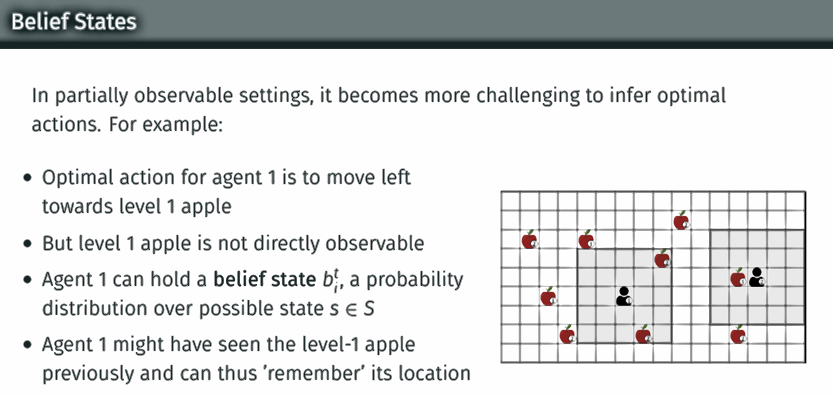 Belief States
In partially observable settings, it becomes more challenging to infer optimal
actions. For example:
• Optimal action for agent 1 is to move left
towards level 1 apple
• But level 1 apple is not directly observable
• Agent 1 can hold a belief state bᵢᵗ, a probability
distribution over possible state s ∈ S
• Agent 1 might have seen the level-1 apple
previously and can thus ’remember’ its location